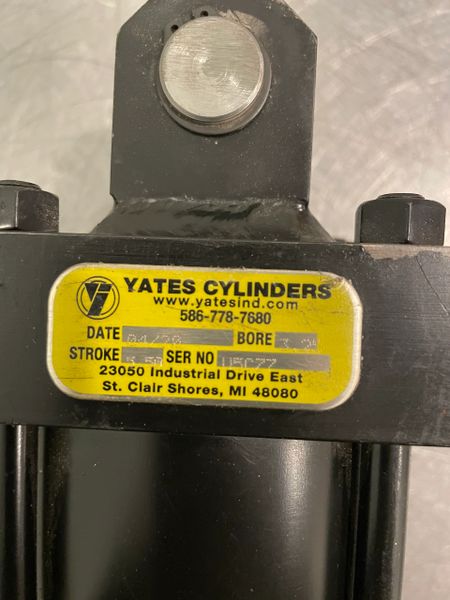 YATES CYLINDERS
www.yatesind.com
586-778-7680
DATE BORE
STROKE SER NO
23050 Industrial Drive East
St. Clair Shores, MI 48080